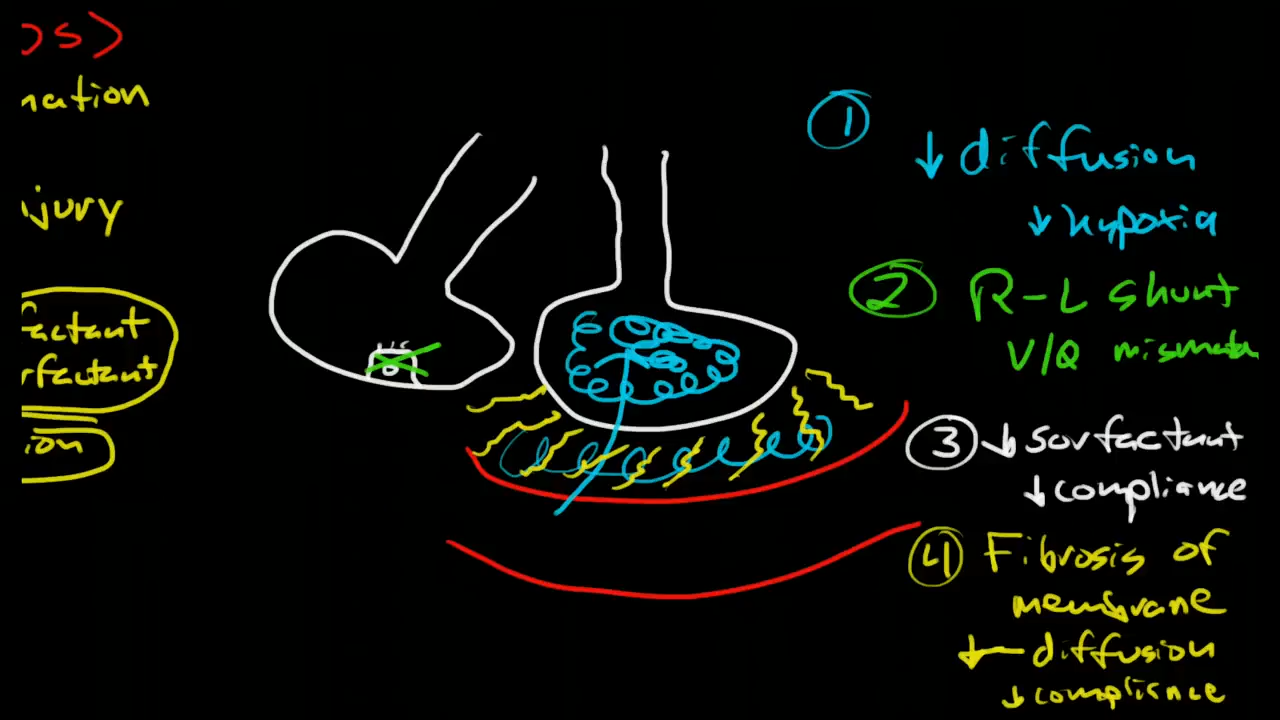 os)
nation
jury
factant
rfactant
ion
① ↓ diffusion
↓ hypoxia
② R-L shunt
V/Q mismatch
③ ↓ surfactant
↓ compliance
④ Fibrosis of
membrane
↓ diffusion
↓ compliance